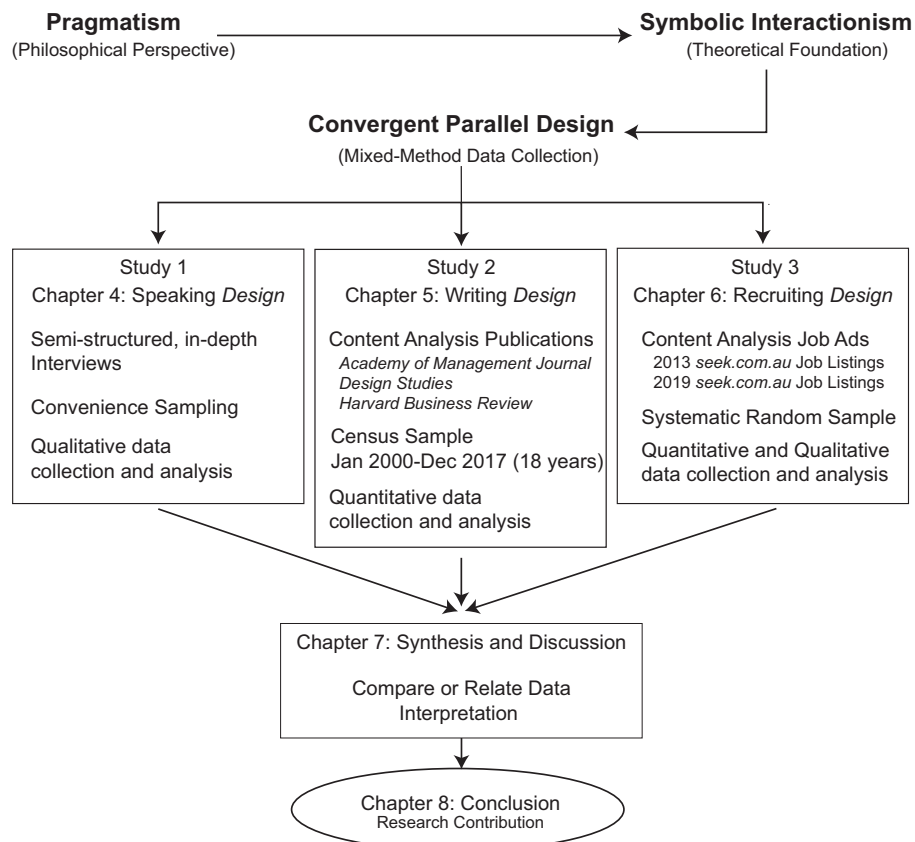 Pragmatism
(Philosophical Perspective)
Symbolic Interactionism
(Theoretical Foundation)
Convergent Parallel Design
(Mixed-Method Data Collection)
Study 1
Chapter 4: Speaking Design
Semi-structured, in-depth
Interviews
Convenience Sampling
Qualitative data
collection and analysis
Study 2
Chapter 5: Writing Design
Content Analysis Publications
Academy of Management Journal
Design Studies
Harvard Business Review
Census Sample
Jan 2000-Dec 2017 (18 years)
Quantitative data
collection and analysis
Study 3
Chapter 6: Recruiting Design
Content Analysis Job Ads
2013 seek.com.au Job Listings
2019 seek.com.au Job Listings
Systematic Random Sample
Quantitative and Qualitative
data collection and analysis
Chapter 7: Synthesis and Discussion
Compare or Relate Data
Interpretation
Chapter 8: Conclusion
Research Contribution